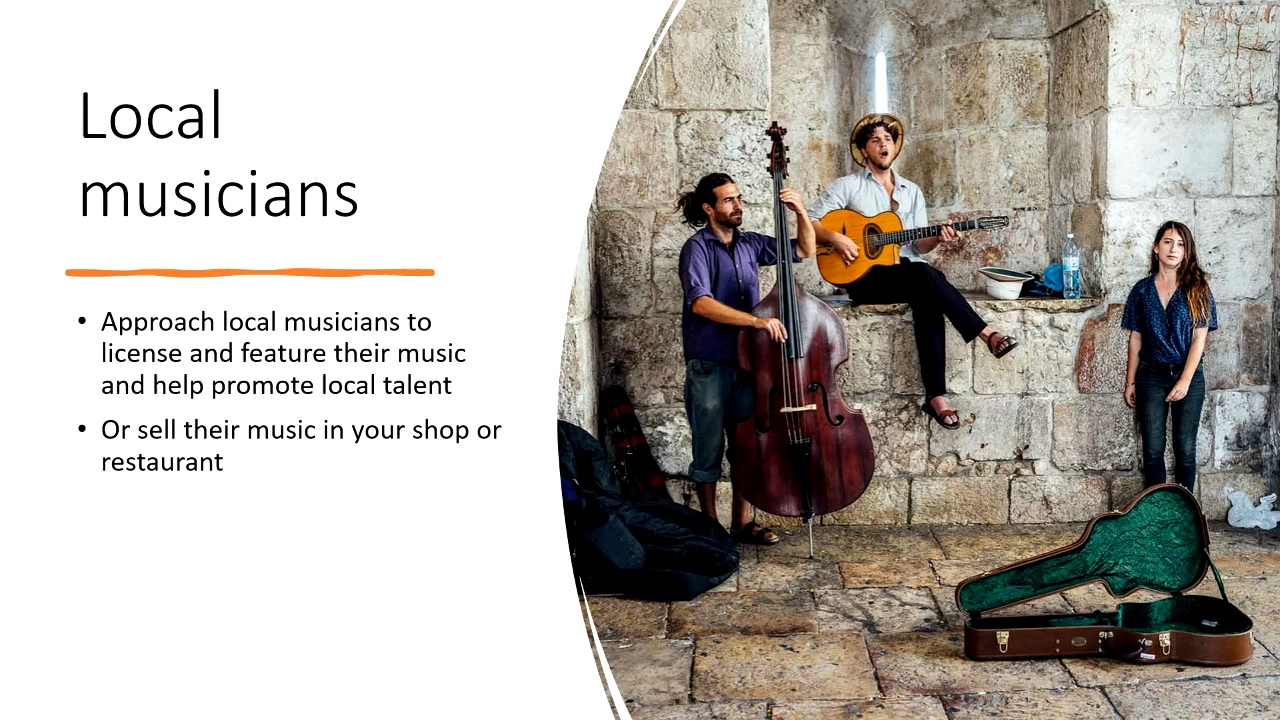 Local
musicians
• Approach local musicians to
license and feature their music
and help promote local talent
• Or sell their music in your shop or
restaurant